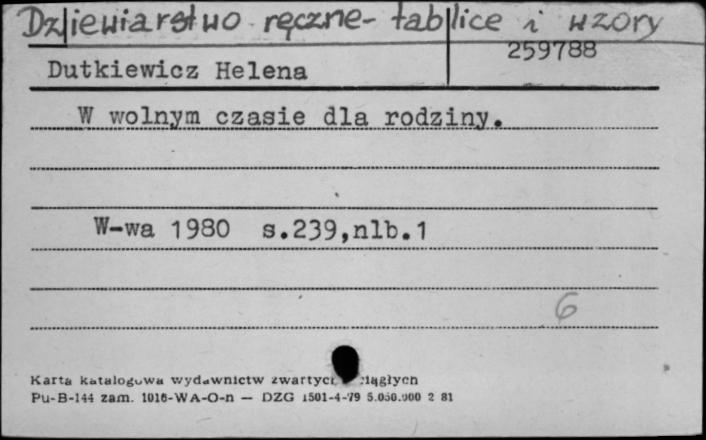 Dziewiarstwo ręczne - tablice i wzory
259788
Dutkiewicz Helena
W wolnym czasie dla rodziny.
W-wa 1980 s.239,nlb.1
6
Karta katalogowa wydawnictw zwartych ciągłych
Pu-B-144 zam. 1016-WA-O-n — DZG 1501-4-79 5.050.000 2 81